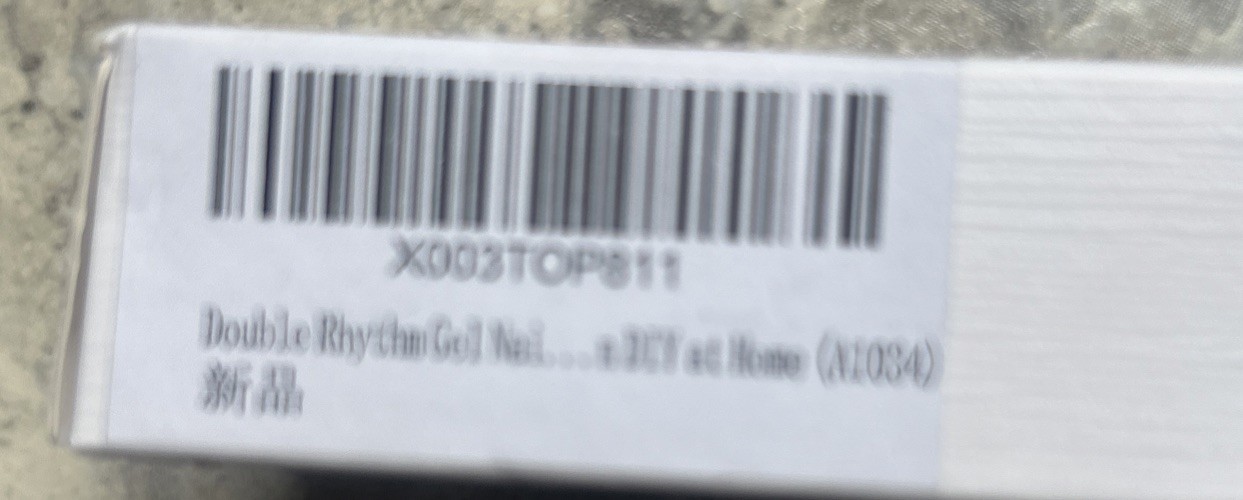 X003TOP811
Double Rhythm Gel Nai...n DIY at Home (A1034)
新品